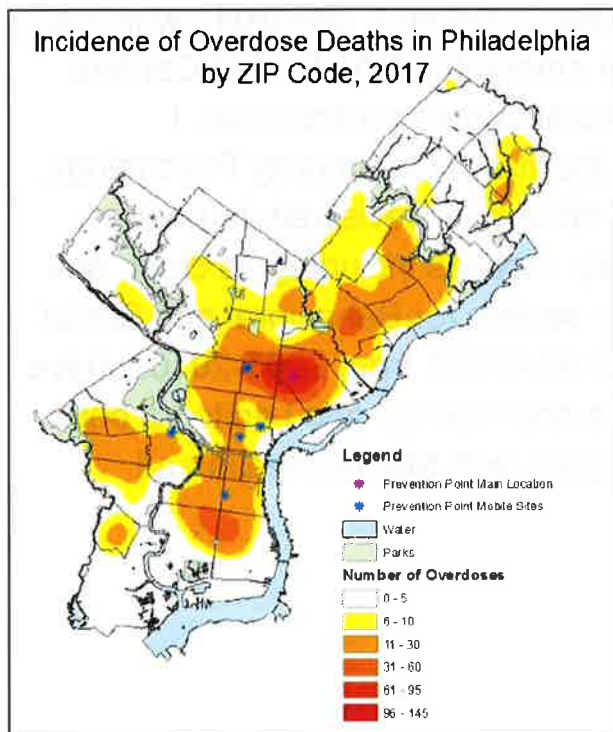 Incidence of Overdose Deaths in Philadelphia
by ZIP Code, 2017
Legend
Prevention Point Main Location
Prevention Point Mobile Sites
Water
Parks
Number of Overdoses
0 - 5
6 - 10
11 - 30
31 - 60
61 - 95
96 - 145